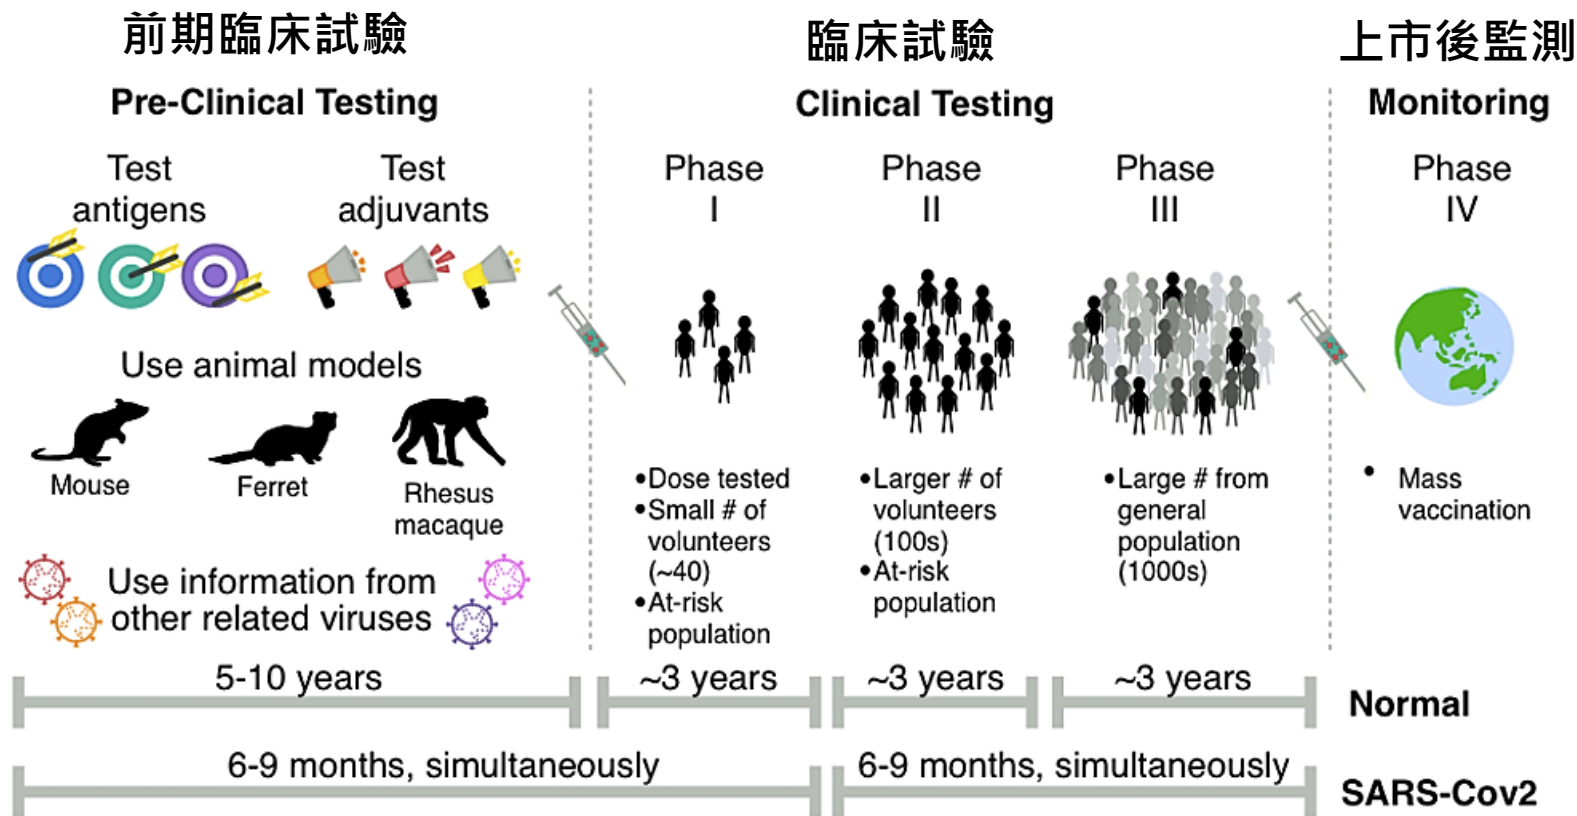 前期臨床試驗
Pre-Clinical Testing
Test
antigens
Test
adjuvants
Use animal models
Mouse
Ferret
Rhesus
macaque
Use information from
other related viruses
臨床試驗
Clinical Testing
Phase
I
•Dose tested
•Small # of
volunteers
(~40)
•At-risk
population
Phase
II
•Larger # of
volunteers
(100s)
•At-risk
population
Phase
III
•Large # from
general
population
(1000s)
上市後監測
Monitoring
Phase
IV
• Mass
vaccination
5-10 years
~3 years
~3 years
~3 years
Normal
6-9 months, simultaneously
6-9 months, simultaneously
SARS-Cov2